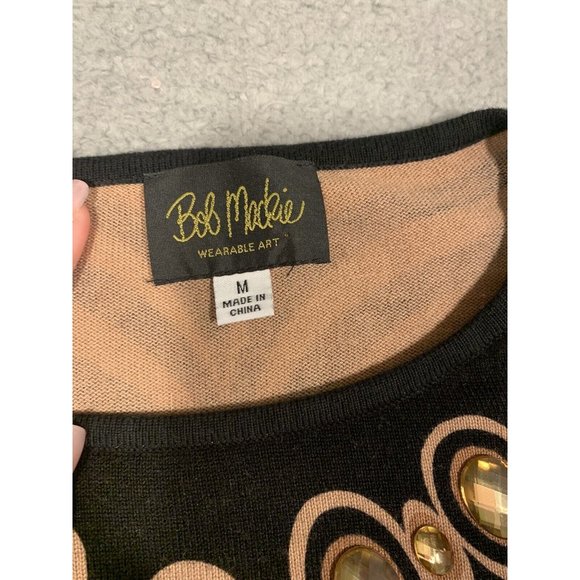 Bob Mackie
WEARABLE ART
M
MADE IN
CHINA